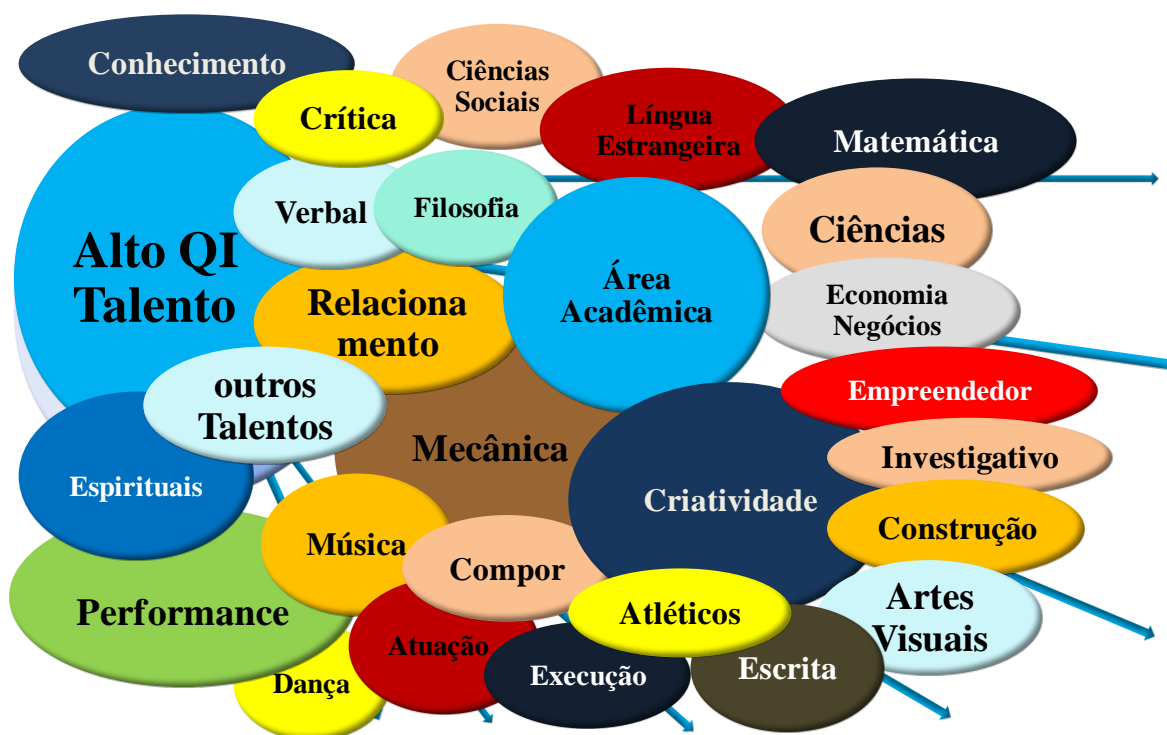 Conhecimento
Ciências
Sociais
Crítica
Língua
Estrangeira
Matemática
Verbal
Filosofia
Ciências
Alto QI
Talento
Área
Acadêmica
Relaciona
mento
Economia
Negócios
outros
Talentos
Empreendedor
Mecânica
Investigativo
Espirituais
Criatividade
Construção
Música
Compor
Performance
Atléticos
Artes
Visuais
Atuação
Execução
Escrita
Dança